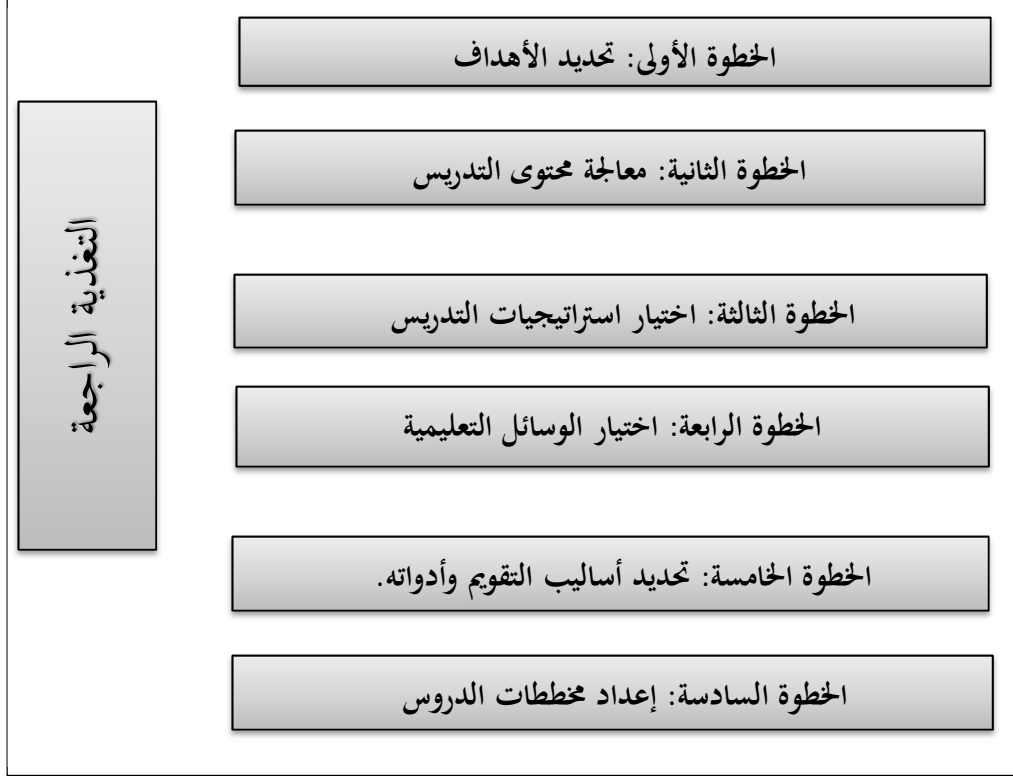 الخطوة الأولى: تحديد الأهداف
الخطوة الثانية: معالجة محتوى التدريس
الخطوة الثالثة: اختيار استراتيجيات التدريس
الخطوة الرابعة: اختيار الوسائل التعليمية
الخطوة الخامسة: تحديد أساليب التقويم وأدواته.
الخطوة السادسة: إعداد مخططات الدروس
التغذية الراجعة